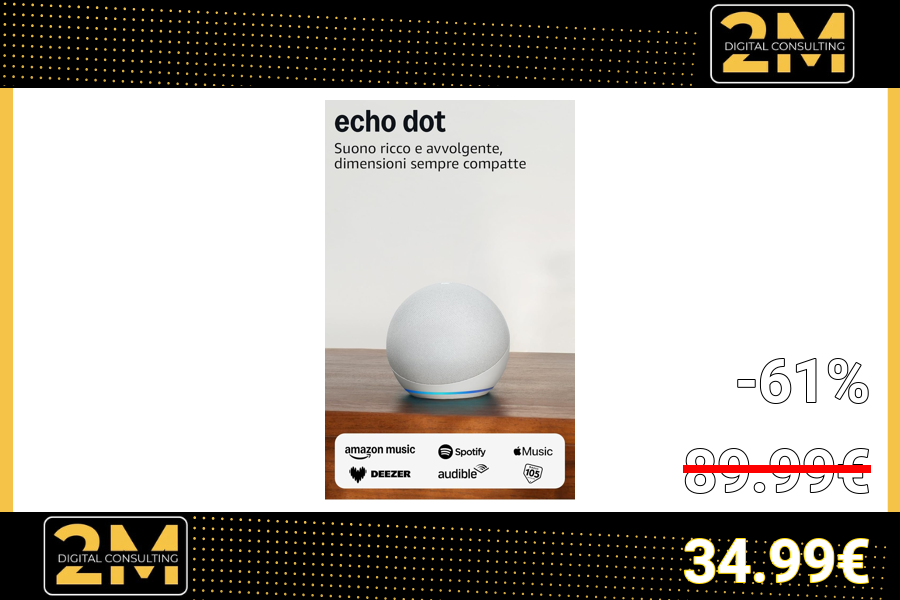 2M
DIGITAL CONSULTING
echo dot
Suono ricco e avvolgente,
dimensioni sempre compatte
amazon music
Spotify
Music
DEEZER
audible
105
-61%
89.99€
2M
DIGITAL CONSULTING
34.99€